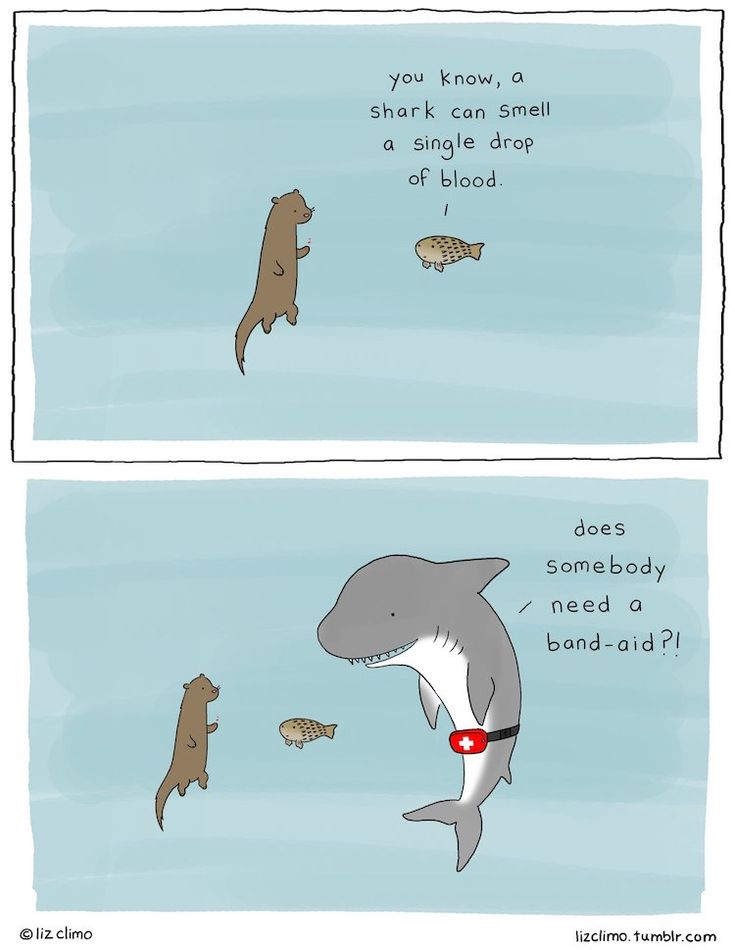 you know, a
shark can smell
a single drop
of blood.
does
somebody
need a
band-aid?!
© liz climo
lizclimo.tumblr.com